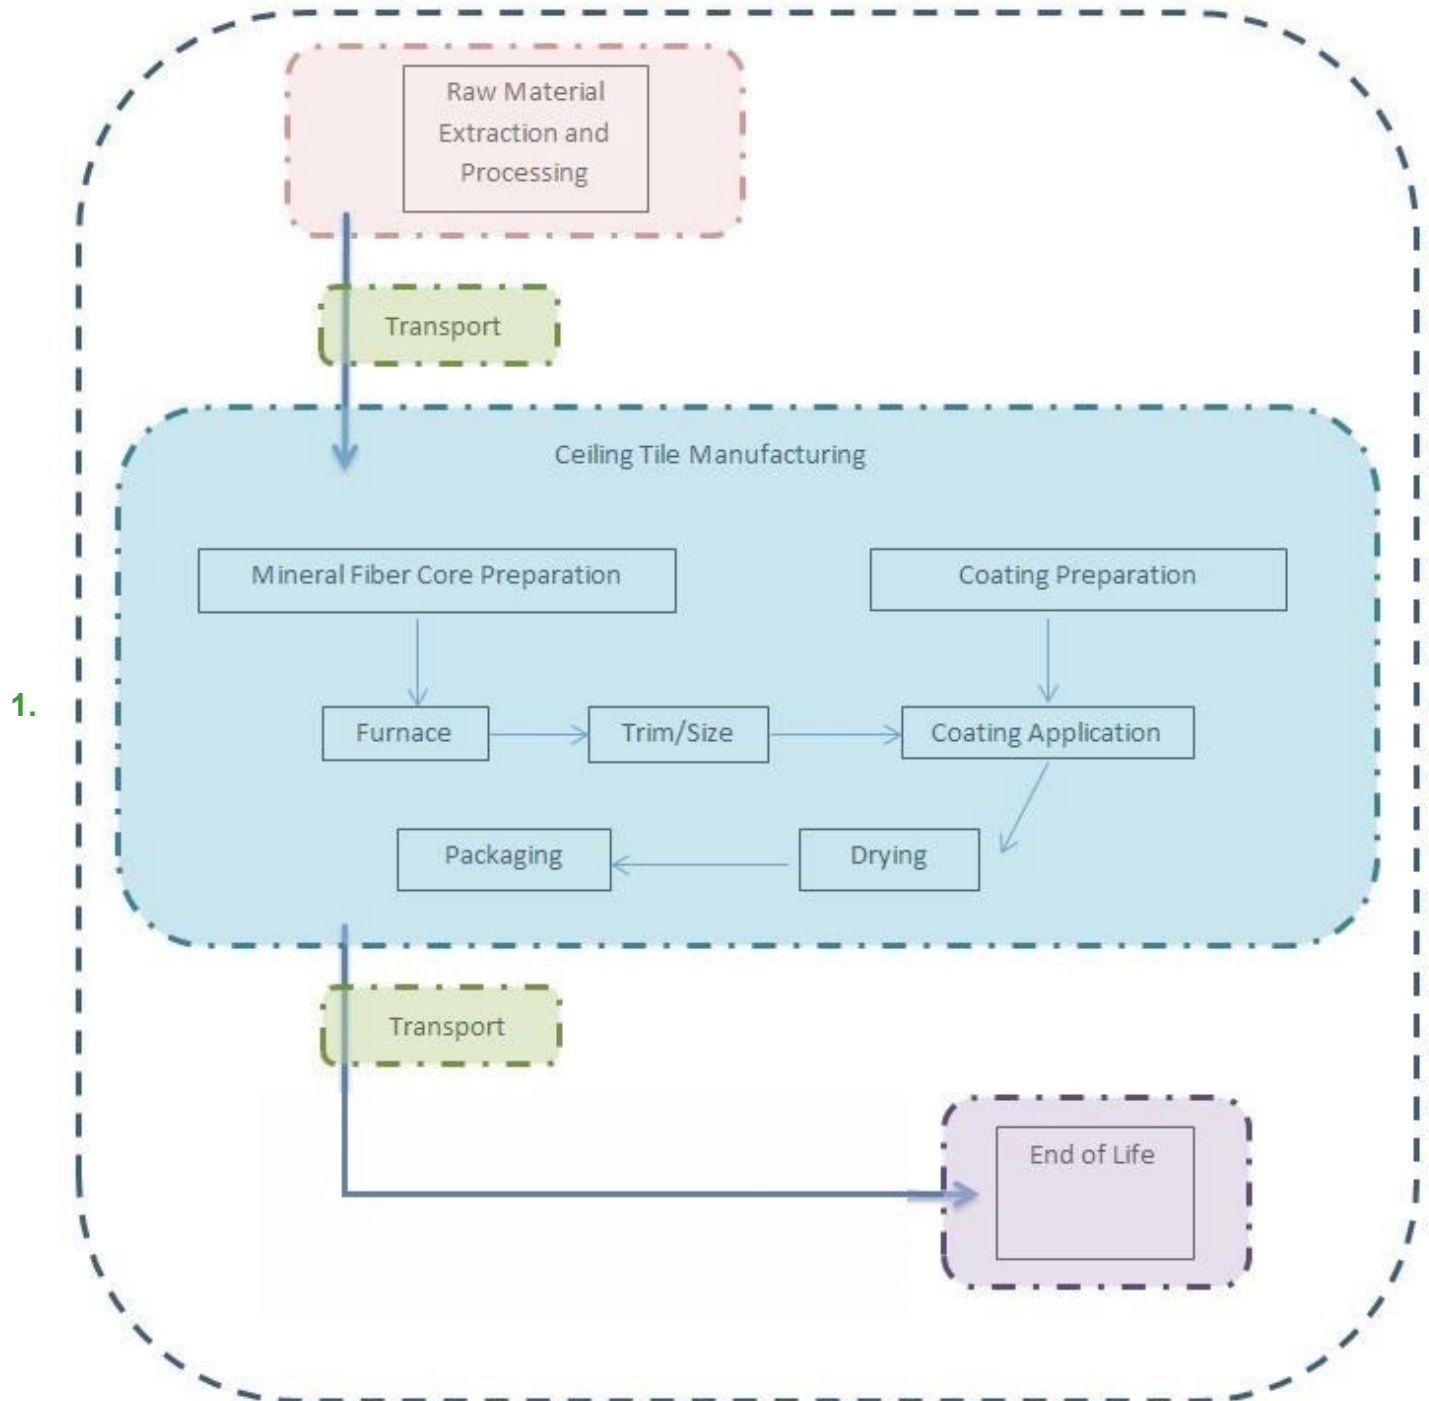 Raw Material
Extraction and
Processing
Transport
Ceiling Tile Manufacturing
Mineral Fiber Core Preparation
Coating Preparation
1.
Furnace
Trim/Size
Coating Application
Packaging
Drying
Transport
End of Life